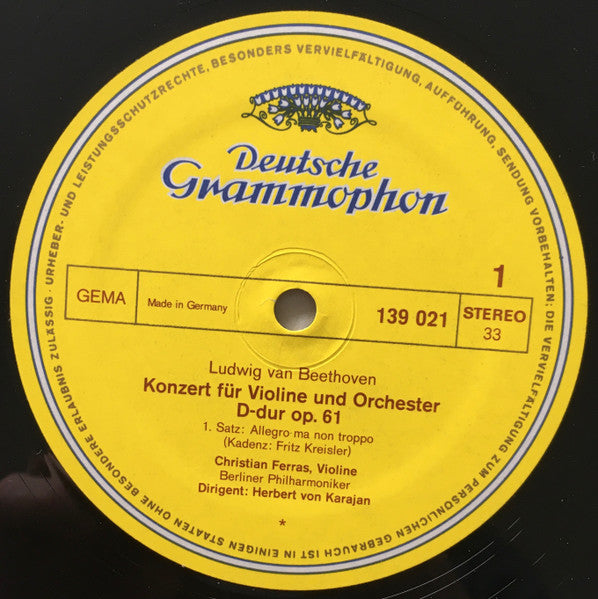 Deutsche
Grammophon
GEMA
Made in Germany
139 021
1
STEREO
33
Ludwig van Beethoven
Konzert für Violine und Orchester
D-dur op. 61
1. Satz: Allegro ma non troppo
(Kadenz: Fritz Kreisler)
Christian Ferras, Violine
Berliner Philharmoniker
Dirigent: Herbert von Karajan
*
URHEBER- UND LEISTUNGSSCHUTZRECHTE, BESONDERS VERVIELFÄLTIGUNG, AUFFÜHRUNG, SENDUNG VORBEHALTEN; DIE VERVIELFÄLTIGUNG ZUM PERSÖNLICHEN GEBRAUCH IST IN EINIGEN STAATEN OHNE BESONDERE ERLAUBNIS ZULÄSSIG ·